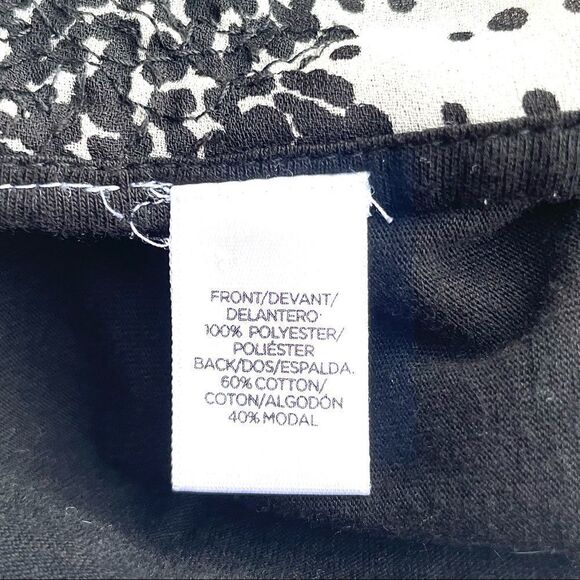 FRONT/DEVANT/
DELANTERO
100% POLYESTER/
POLIÉSTER
BACK/DOS/ESPALDA.
60% COTTON/
COTON/ALGODÓN
40% MODAL